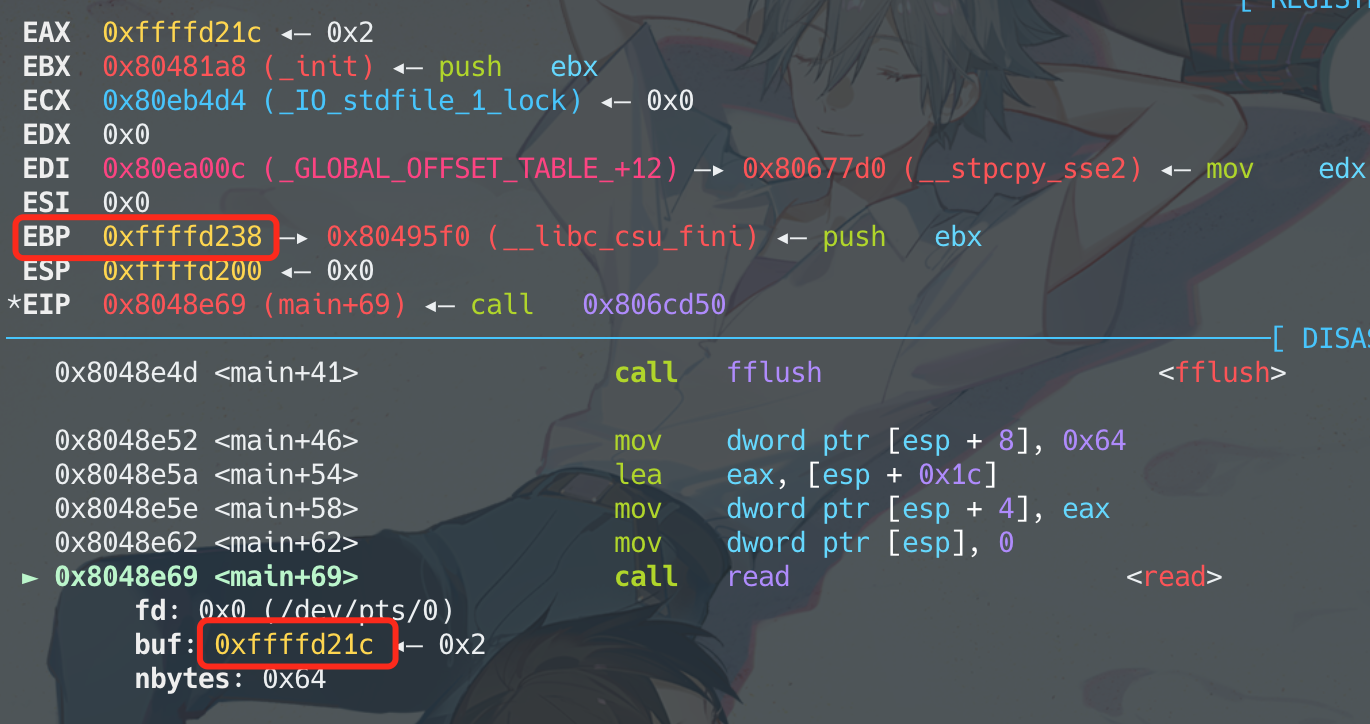 [ REGISTE
EAX  0xffffd21c ◂— 0x2
EBX  0x80481a8 (_init) ◂— push   ebx
ECX  0x80eb4d4 (_IO_stdfile_1_lock) ◂— 0x0
EDX  0x0
EDI  0x80ea00c (_GLOBAL_OFFSET_TABLE_+12) —▸ 0x80677d0 (__stpcpy_sse2) ◂— mov    edx
ESI  0x0
EBP  0xffffd238 —▸ 0x80495f0 (__libc_csu_fini) ◂— push   ebx
ESP  0xffffd200 ◂— 0x0
*EIP  0x8048e69 (main+69) ◂— call   0x806cd50
[ DISAS
0x8048e4d <main+41>    call   fflush    <fflush>
0x8048e52 <main+46>    mov    dword ptr [esp + 8], 0x64
0x8048e5a <main+54>    lea    eax, [esp + 0x1c]
0x8048e5e <main+58>    mov    dword ptr [esp + 4], eax
0x8048e62 <main+62>    mov    dword ptr [esp], 0
► 0x8048e69 <main+69>    call   read    <read>
fd: 0x0 (/dev/pts/0)
buf: 0xffffd21c ◂— 0x2
nbytes: 0x64